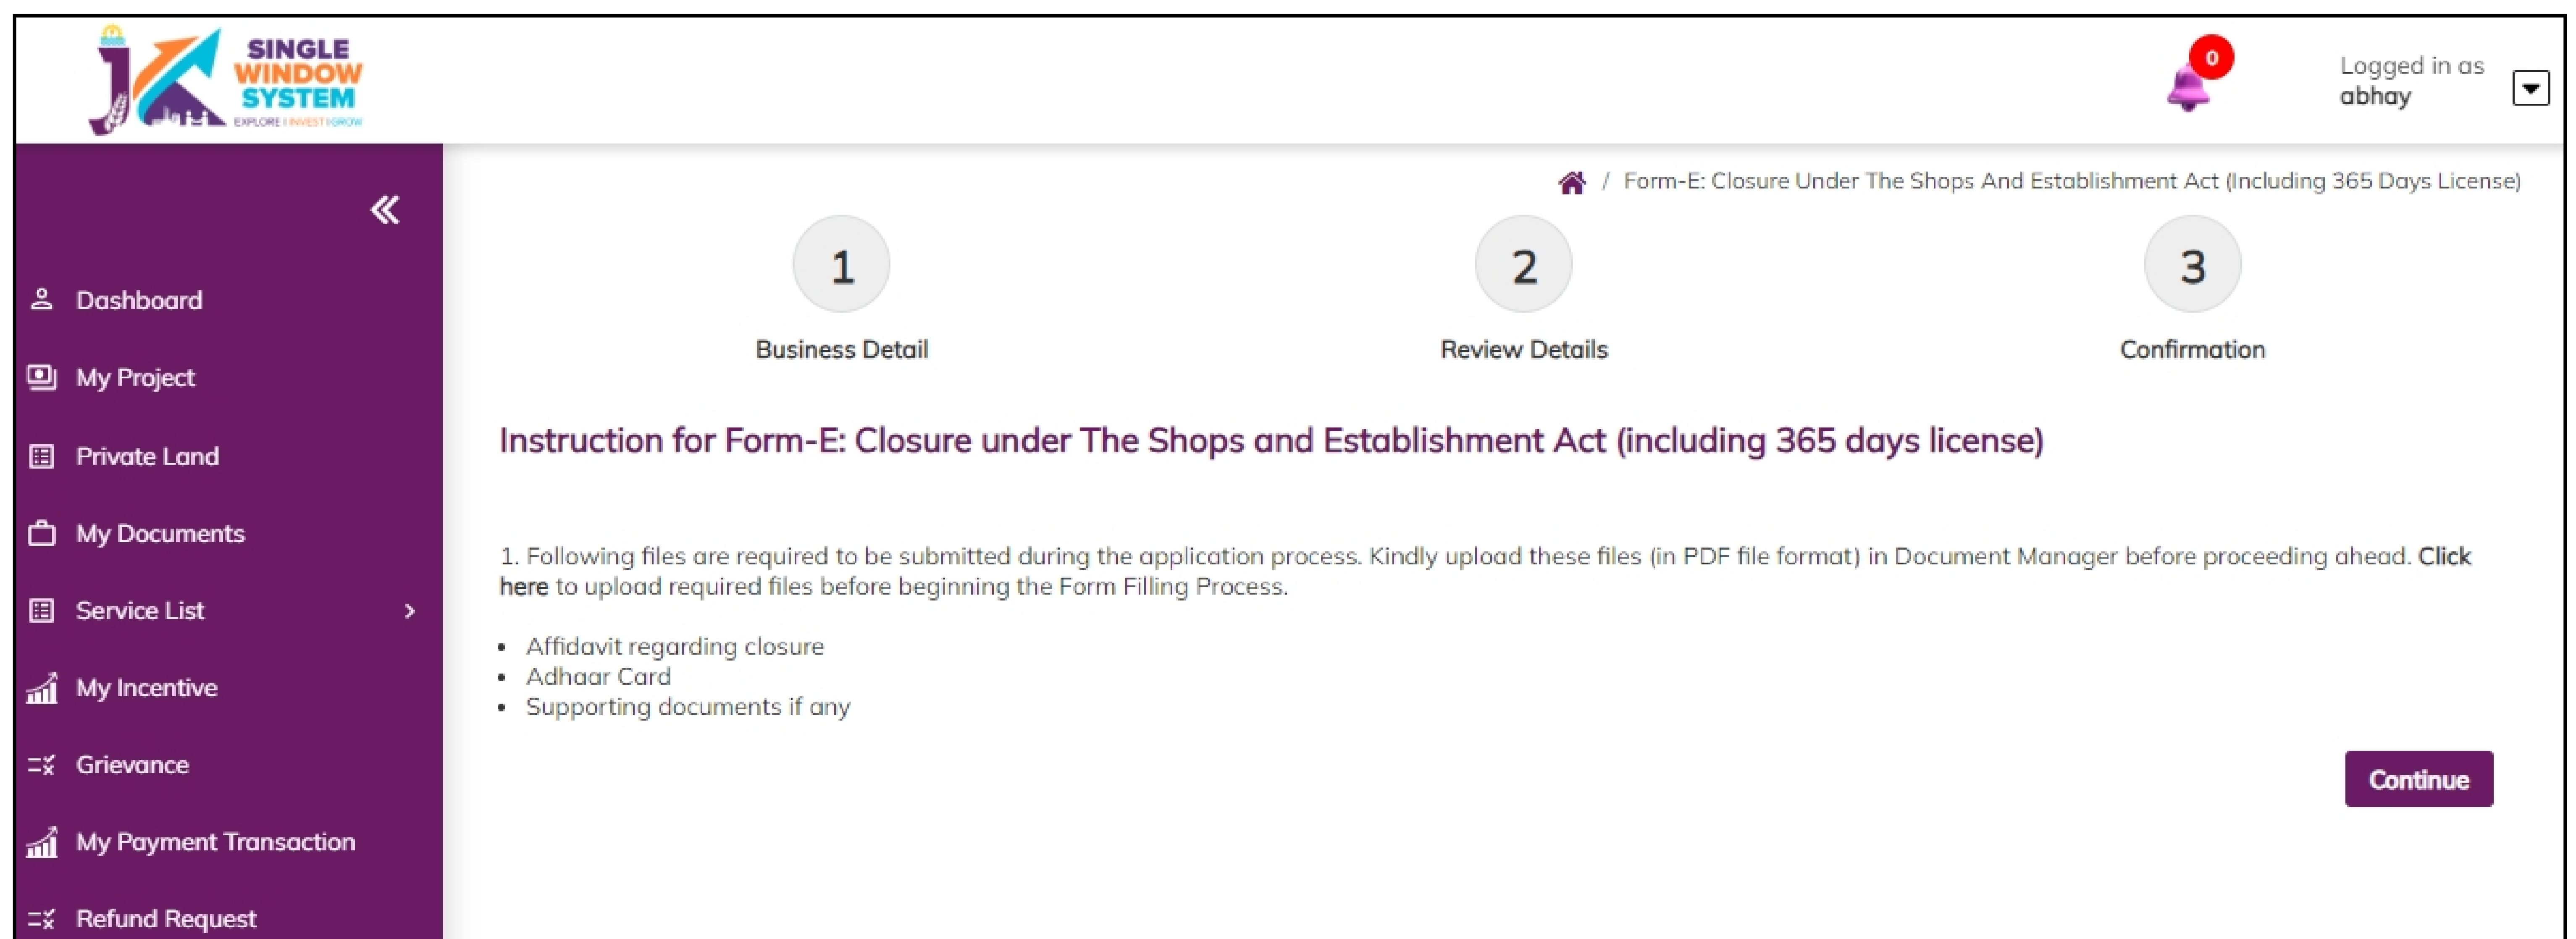 SINGLE
WINDOW
SYSTEM
EXPLORE I INVEST I GROW
0
Logged in as
abhay
/ Form-E: Closure Under The Shops And Establishment Act (Including 365 Days License)
1
2
3
Business Detail
Review Details
Confirmation
Dashboard
My Project
Private Land
My Documents
Service List
My Incentive
Grievance
My Payment Transaction
Refund Request
Instruction for Form-E: Closure under The Shops and Establishment Act (including 365 days license)
1. Following files are required to be submitted during the application process. Kindly upload these files (in PDF file format) in Document Manager before proceeding ahead. Click
here to upload required files before beginning the Form Filling Process.
• Affidavit regarding closure
• Adhaar Card
• Supporting documents if any
Continue